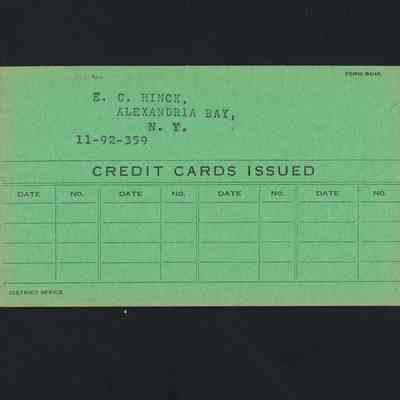 E. C. HINCK,
ALEXANDRIA BAY,
N. Y.
11-92-359
CREDIT CARDS ISSUED
DATE NO. DATE NO. DATE NO. DATE NO.
DISTRICT OFFICE